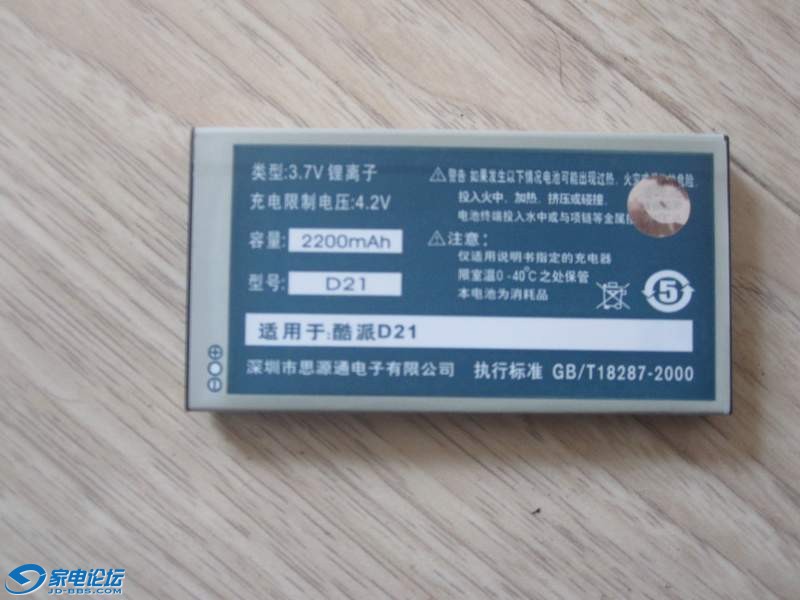 类型:3.7V 锂离子
充电限制电压:4.2V
容量: 2200mAh
型号: D21
警告 如果发生以下情况电池可能出现过热、火灾或 危险
投入火中、加热、挤压或碰撞、
电池终端投入水中或与项链等金属
注意:
仅适用说明书指定的充电器
限室温0-40℃之处保管
本电池为消耗品
5
适用于:酷派D21
深圳市思源通电子有限公司 执行标准 GB/T18287-2000
家电论坛
JD-BBS.COM